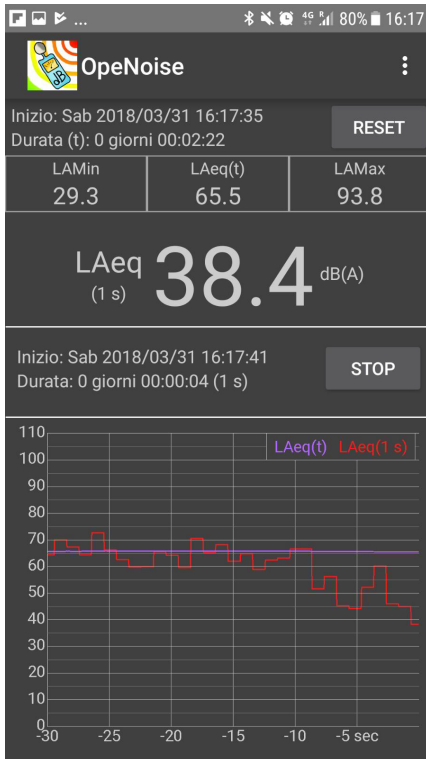 ... 4G R 80% 16:17
dB
OpeNoise
Inizio: Sab 2018/03/31 16:17:35
Durata (t): 0 giorni 00:02:22
RESET
LAMin LAeq(t) LAMax
29.3 65.5 93.8
LAeq
(1 s)
38.4 dB(A)
Inizio: Sab 2018/03/31 16:17:41
Durata: 0 giorni 00:00:04 (1 s)
STOP
LAeq(t) LAeq(1 s)
110
100
90
80
70
60
50
40
30
20
10
0
-30 -25 -20 -15 -10 -5 sec